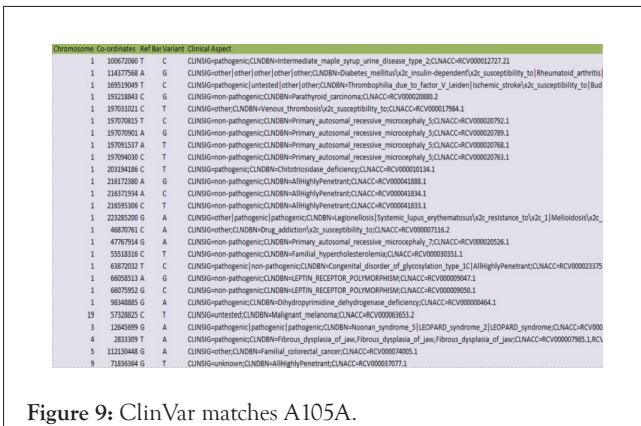 Chromosome Co-ordinates Ref Bas Variant Clinical Aspect
1 100672060 T C CLINSIG=pathogenic;CLNDBN=Intermediate_maple_syrup_urine_disease_type_2;CLNACC=RCV000012727.21
1 114377568 A G CLINSIG=other|other|other|other|other;CLNDBN=Diabetes_mellitus\x2c_insulin-dependent\x2c_susceptibility_to|Rheumatoid_arthritis|
1 169519049 T C CLINSIG=pathogenic|untested|other|other;CLNDBN=Thrombophilia_due_to_factor_V_Leiden|Ischemic_stroke\x2c_susceptibility_to|Bud
1 193218843 C G CLINSIG=non-pathogenic;CLNDBN=Parathyroid_carcinoma;CLNACC=RCV000020880.2
1 197031021 C T CLINSIG=other;CLNDBN=Venous_thrombosis\x2c_susceptibility_to;CLNACC=RCV000017984.1
1 197070815 T C CLINSIG=non-pathogenic;CLNDBN=Primary_autosomal_recessive_microcephaly_5;CLNACC=RCV000020792.1
1 197070901 A G CLINSIG=non-pathogenic;CLNDBN=Primary_autosomal_recessive_microcephaly_5;CLNACC=RCV000020789.1
1 197091537 A T CLINSIG=non-pathogenic;CLNDBN=Primary_autosomal_recessive_microcephaly_5;CLNACC=RCV000020768.1
1 197094030 C T CLINSIG=non-pathogenic;CLNDBN=Primary_autosomal_recessive_microcephaly_5;CLNACC=RCV000020763.1
1 203194186 C T CLINSIG=pathogenic;CLNDBN=Chitotriosidase_deficiency;CLNACC=RCV000010134.1
1 216172380 A G CLINSIG=non-pathogenic;CLNDBN=AllHighlyPenetrant;CLNACC=RCV000041888.1
1 216371934 A C CLINSIG=non-pathogenic;CLNDBN=AllHighlyPenetrant;CLNACC=RCV000041834.1
1 216595306 C T CLINSIG=non-pathogenic;CLNDBN=AllHighlyPenetrant;CLNACC=RCV000041833.1
1 223285200 G A CLINSIG=other|pathogenic|pathogenic;CLNDBN=Legionellosis|Systemic_lupus_erythematosus\x2c_resistance_to\x2c_1|Melioidosis\x2c_
1 46870761 C A CLINSIG=other;CLNDBN=Drug_addiction\x2c_susceptibility_to;CLNACC=RCV000007116.2
1 47767914 G A CLINSIG=non-pathogenic;CLNDBN=Primary_autosomal_recessive_microcephaly_7;CLNACC=RCV000020526.1
1 55518316 C T CLINSIG=non-pathogenic;CLNDBN=Familial_hypercholesterolemia;CLNACC=RCV000030351.1
1 63872032 T C CLINSIG=pathogenic|non-pathogenic;CLNDBN=Congenital_disorder_of_glycosylation_type_1C|AllHighlyPenetrant;CLNACC=RCV000023375
1 66058513 A G CLINSIG=non-pathogenic;CLNDBN=LEPTIN_RECEPTOR_POLYMORPHISM;CLNACC=RCV000009047.1
1 66075952 G C CLINSIG=non-pathogenic;CLNDBN=LEPTIN_RECEPTOR_POLYMORPHISM;CLNACC=RCV000009050.1
1 98348885 G A CLINSIG=pathogenic;CLNDBN=Dihydropyrimidine_dehydrogenase_deficiency;CLNACC=RCV000000464.1
19 57328825 C T CLINSIG=untested;CLNDBN=Malignant_melanoma;CLNACC=RCV000063653.2
3 12645699 G A CLINSIG=pathogenic|pathogenic|pathogenic;CLNDBN=Noonan_syndrome_5|LEOPARD_syndrome_2|LEOPARD_syndrome;CLNACC=RCV000
4 2833309 T A CLINSIG=pathogenic;CLNDBN=Fibrous_dysplasia_of_jaw,Fibrous_dysplasia_of_jaw,Fibrous_dysplasia_of_jaw;CLNACC=RCV000007985.1,RCV
5 112130448 G A CLINSIG=other;CLNDBN=Familial_colorectal_cancer;CLNACC=RCV000074005.1
9 71836364 G T CLINSIG=unknown;CLNDBN=AllHighlyPenetrant;CLNACC=RCV000037077.1
Figure 9: ClinVar matches A105A.